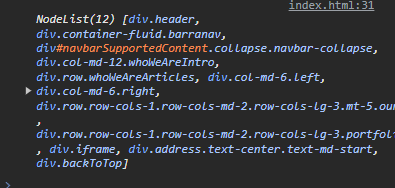 index.html:31
NodeList(12) [div.header,
div.container-fluid.barranav,
div#navbarSupportedContent.collapse.navbar-collapse,
div.col-md-12.whoWeAreIntro,
div.row.whoWeAreArticles, div.col-md-6.left,
div.col-md-6.right,
div.row.row-cols-1.row-cols-md-2.row-cols-lg-3.mt-5.our
,
div.row.row-cols-1.row-cols-md-2.row-cols-lg-3.portfol
, div.iframe, div.address.text-center.text-md-start,
div.backToTop]